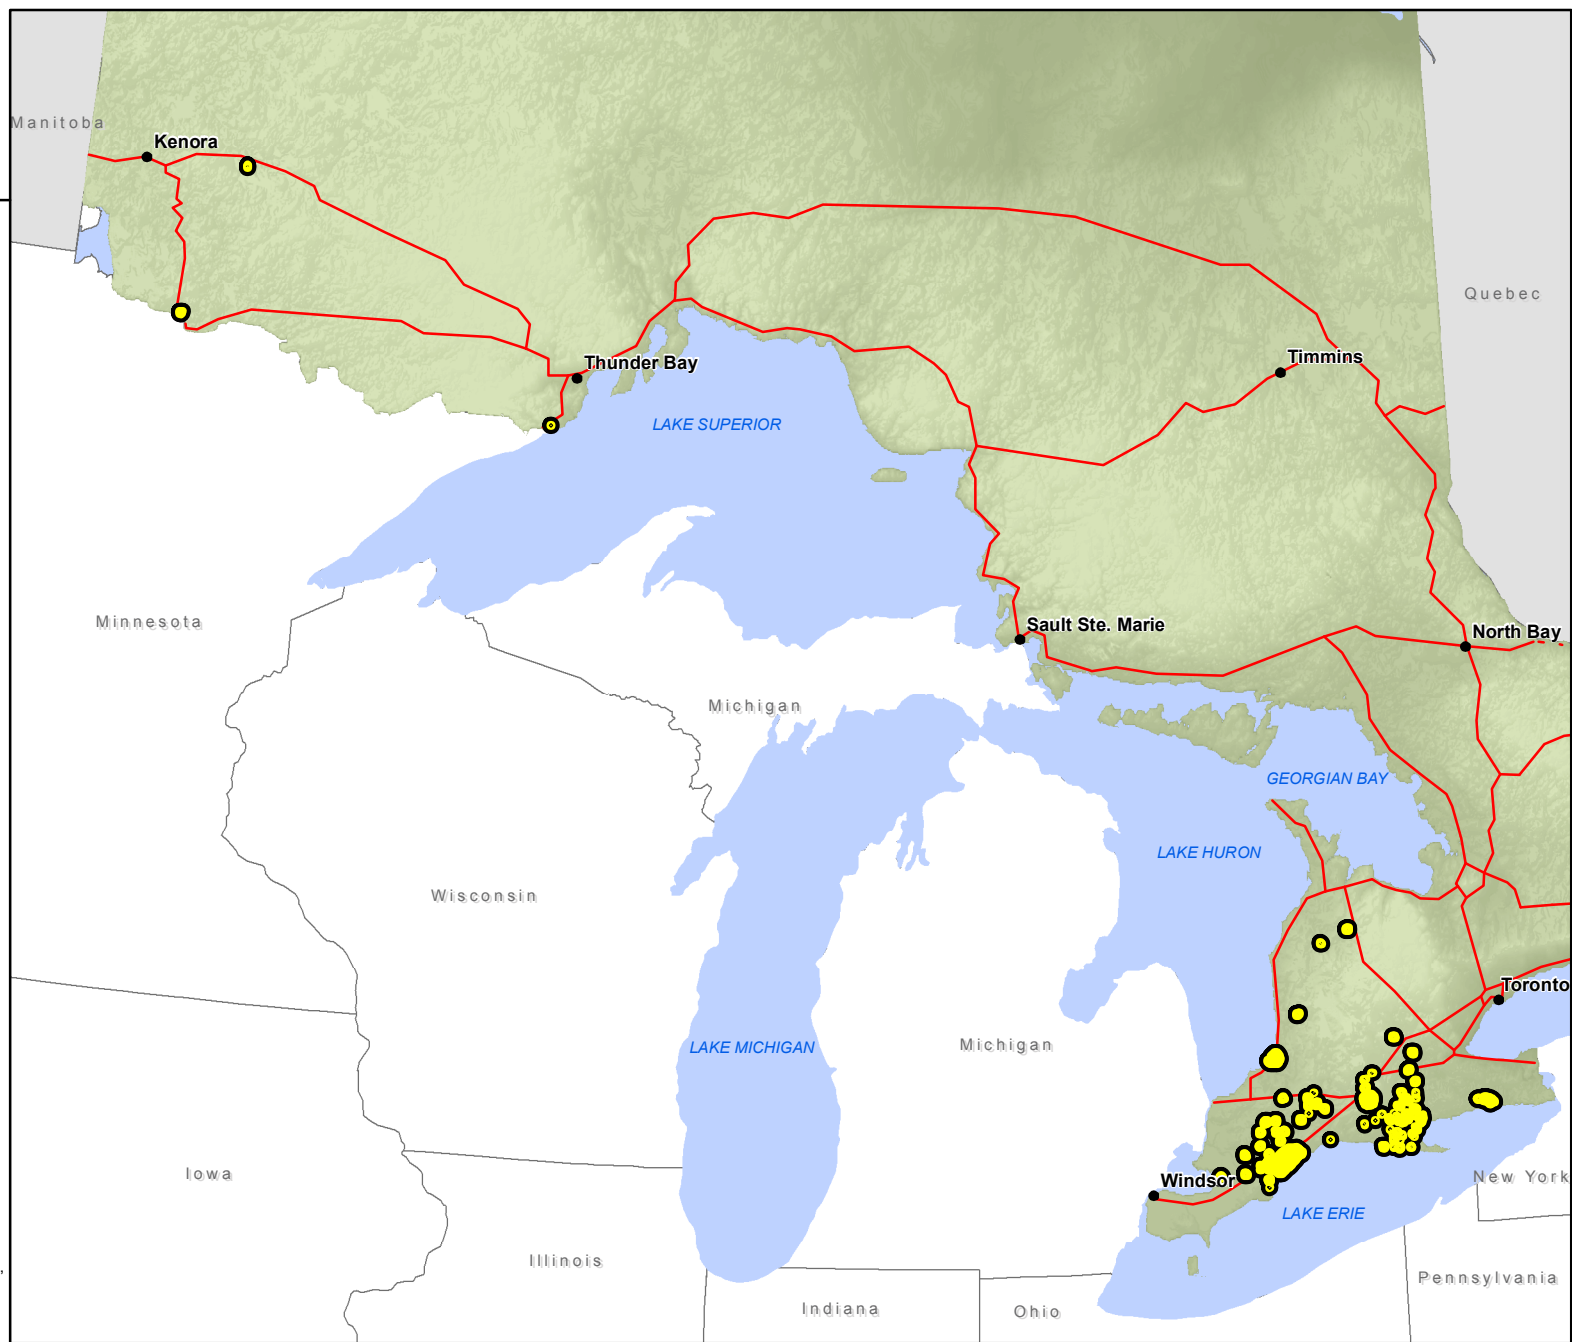 Manitoba
Kenora
Quebec
Thunder Bay
Timmins
LAKE SUPERIOR
Minnesota
Sault Ste. Marie
North Bay
Michigan
GEORGIAN BAY
LAKE HURON
Wisconsin
Toronto
LAKE MICHIGAN
Michigan
Iowa
Windsor
New York
LAKE ERIE
Illinois
Pennsylvania
Indiana
Ohio
,